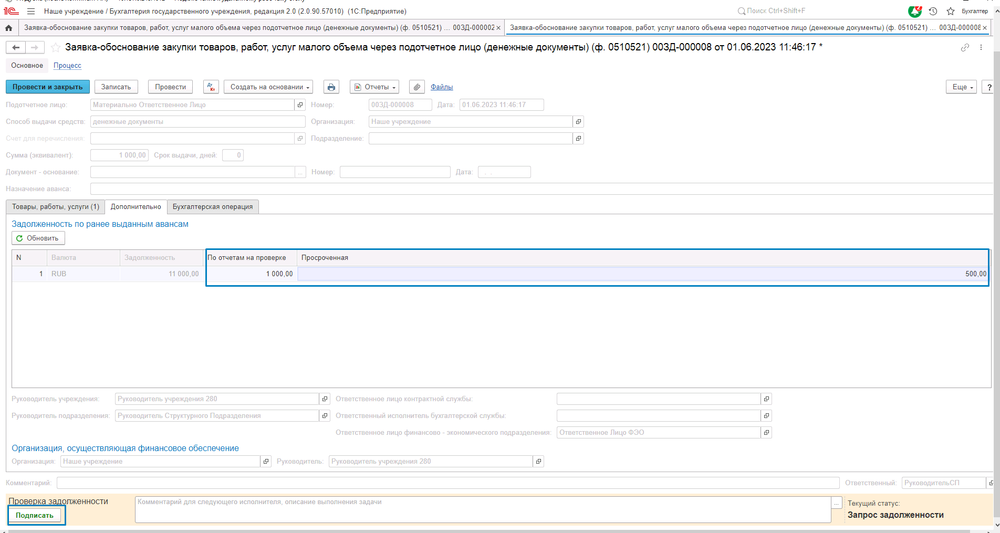 1С Наше учреждение / Бухгалтерия государственного учреждения, редакция 2.0 (2.0.90.57010) (1С:Предприятие) Поиск Ctrl+Shift+F 2 Бухгалтер
Заявка-обоснование закупки товаров, работ, услуг малого объема через подотчетное лицо (денежные документы) (ф. 0510521) ... 00ЗД-000002 × Заявка-обоснование закупки товаров, работ, услуг малого объема через подотчетное лицо (денежные документы) (ф. 0510521) ... 00ЗД-000008 ×
Заявка-обоснование закупки товаров, работ, услуг малого объема через подотчетное лицо (денежные документы) (ф. 0510521) 00ЗД-000008 от 01.06.2023 11:46:17 *
Основное Процесс
Провести и закрыть Записать Провести Дт Кт Создать на основании Отчеты Файлы Еще ?
Подотчетное лицо: Материально Ответственное Лицо Номер: 00ЗД-000008 Дата: 01.06.2023 11:46:17
Способ выдачи средств: денежные документы Организация: Наше учреждение
Счет для перечисления: Подразделение:
Сумма (эквивалент): 1 000,00 Срок выдачи, дней: 0
Документ - основание: ... Номер: Дата: . .
Назначение аванса:
Товары, работы, услуги (1) Дополнительно Бухгалтерская операция
Задолженность по ранее выданным авансам
Обновить
N Валюта Задолженность По отчетам на проверке Просроченная
1 RUB 11 000,00 1 000,00 500,00
Руководитель учреждения: Руководитель учреждения 280 Ответственное лицо контрактной службы:
Руководитель подразделения: Руководитель Структурного Подразделения Ответственный исполнитель бухгалтерской службы:
Ответственное лицо финансово - экономического подразделения: Ответственное Лицо ФЭО
Организация, осуществляющая финансовое обеспечение
Организация: Наше учреждение Руководитель: Руководитель учреждения 280
Комментарий: Ответственный: РуководительСП
Проверка задолженности Комментарий для следующего исполнителя, описание выполнения задачи ... Текущий статус:
Подписать Запрос задолженности